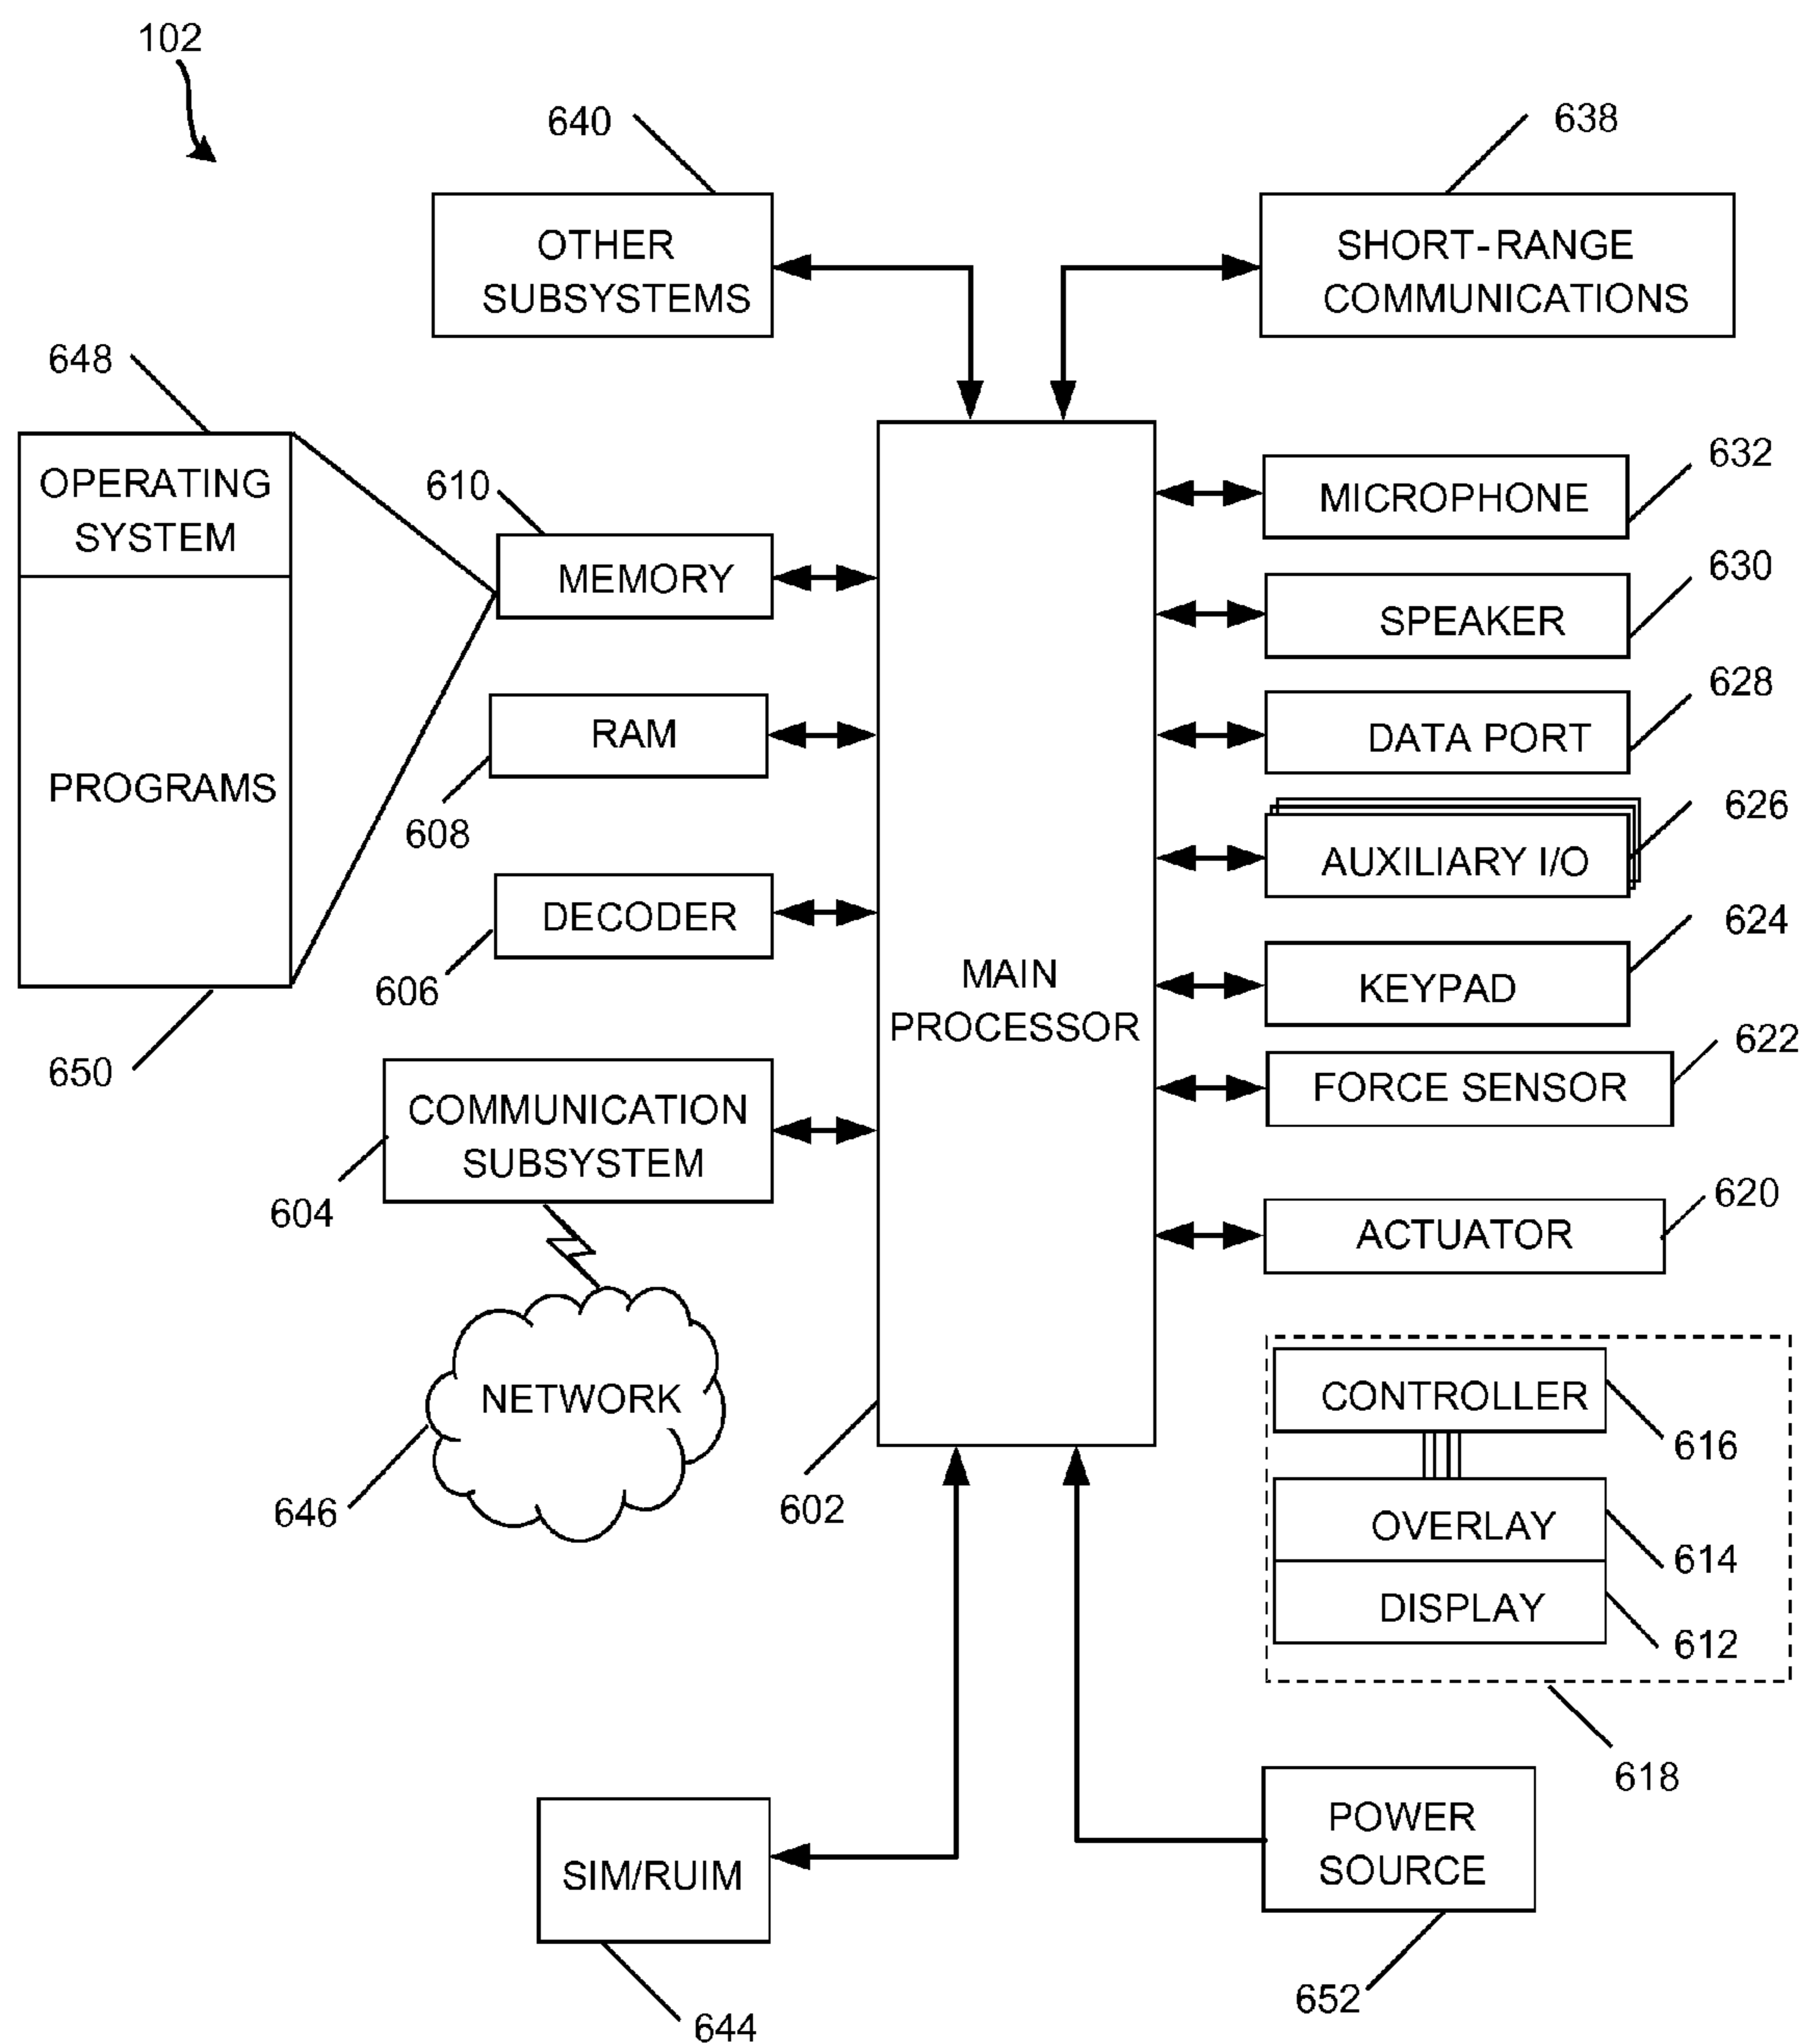 102
640
638
OTHER
SUBSYSTEMS
SHORT-RANGE
COMMUNICATIONS
648
OPERATING
SYSTEM
PROGRAMS
650
610
MEMORY
RAM
608
DECODER
606
COMMUNICATION
SUBSYSTEM
604
NETWORK
646
MAIN
PROCESSOR
602
MICROPHONE
632
SPEAKER
630
DATA PORT
628
AUXILIARY I/O
626
KEYPAD
624
FORCE SENSOR
622
ACTUATOR
620
CONTROLLER
616
OVERLAY
614
DISPLAY
612
618
SIM/RUIM
644
POWER
SOURCE
652